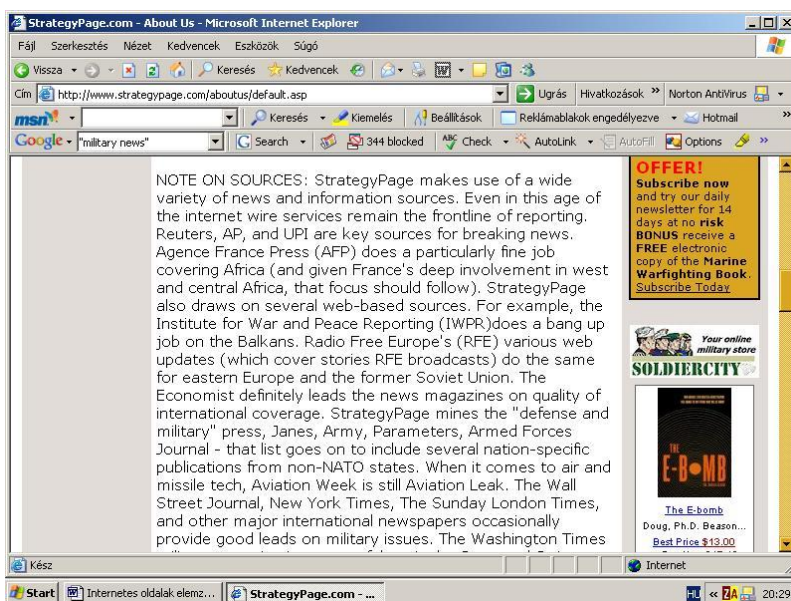 StrategyPage.com - About Us - Microsoft Internet Explorer
Fájl Szerkesztés Nézet Kedvencek Eszközök Súgó
Vissza Keresés Kedvencek
Cím http://www.strategypage.com/aboutus/default.asp Ugrás Hivatkozások » Norton AntiVirus
msn Keresés Kiemelés Beállítások Reklámablakok engedélyezve Hotmail »
Google "military news" Search 344 blocked ABC Check AutoLink AutoFill Options »
NOTE ON SOURCES: StrategyPage makes use of a wide
variety of news and information sources. Even in this age of
the internet wire services remain the frontline of reporting.
Reuters, AP, and UPI are key sources for breaking news.
Agence France Press (AFP) does a particularly fine job
covering Africa (and given France's deep involvement in west
and central Africa, that focus should follow). StrategyPage
also draws on several web-based sources. For example, the
Institute for War and Peace Reporting (IWPR)does a bang up
job on the Balkans. Radio Free Europe's (RFE) various web
updates (which cover stories RFE broadcasts) do the same
for eastern Europe and the former Soviet Union. The
Economist definitely leads the news magazines on quality of
international coverage. StrategyPage mines the "defense and
military" press, Janes, Army, Parameters, Armed Forces
Journal - that list goes on to include several nation-specific
publications from non-NATO states. When it comes to air and
missile tech, Aviation Week is still Aviation Leak. The Wall
Street Journal, New York Times, The Sunday London Times,
and other major international newspapers occasionally
provide good leads on military issues. The Washington Times
OFFER!
Subscribe now
and try our daily
newsletter for 14
days at no risk
BONUS receive a
FREE electronic
copy of the Marine
Warfighting Book.
Subscribe Today
Your online
military store
SOLDIERCITY
THE
E-BOMB
The E-bomb
Doug, Ph.D. Beason...
Best Price $13.00
Kész Internet
Start Internetes oldalak elemz... StrategyPage.com - ... HU « ZA 20:29